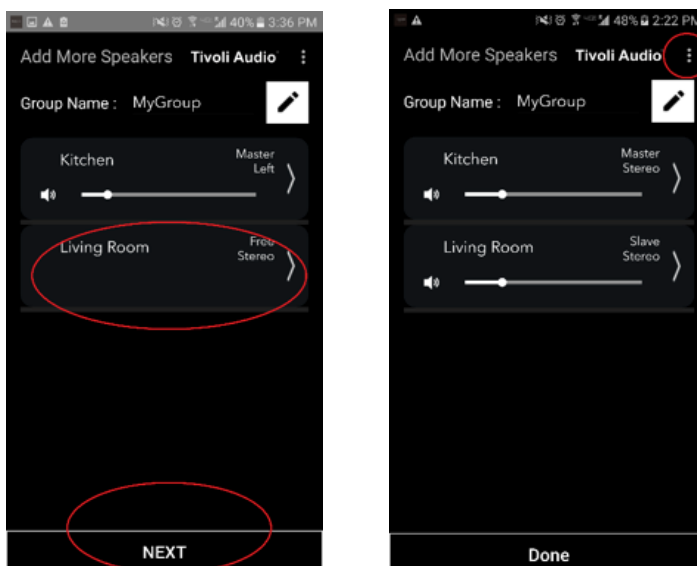 40% 3:36 PM
Add More Speakers Tivoli Audio
Group Name : MyGroup
Kitchen
Master
Left
Living Room
Free
Stereo
NEXT
48% 2:22 PM
Add More Speakers Tivoli Audio
Group Name : MyGroup
Kitchen
Master
Stereo
Living Room
Slave
Stereo
Done